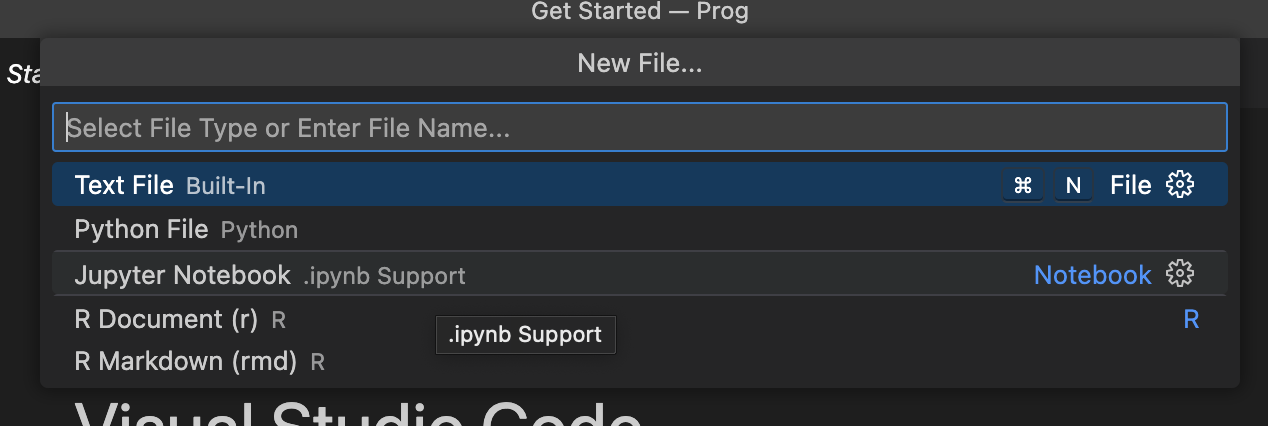 Get Started — Prog
New File...
Sta
Select File Type or Enter File Name...
Text File Built-In ⌘ N File
Python File Python
Jupyter Notebook .ipynb Support Notebook
R Document (r) R R
.ipynb Support
R Markdown (rmd) R
Visual Studio Code